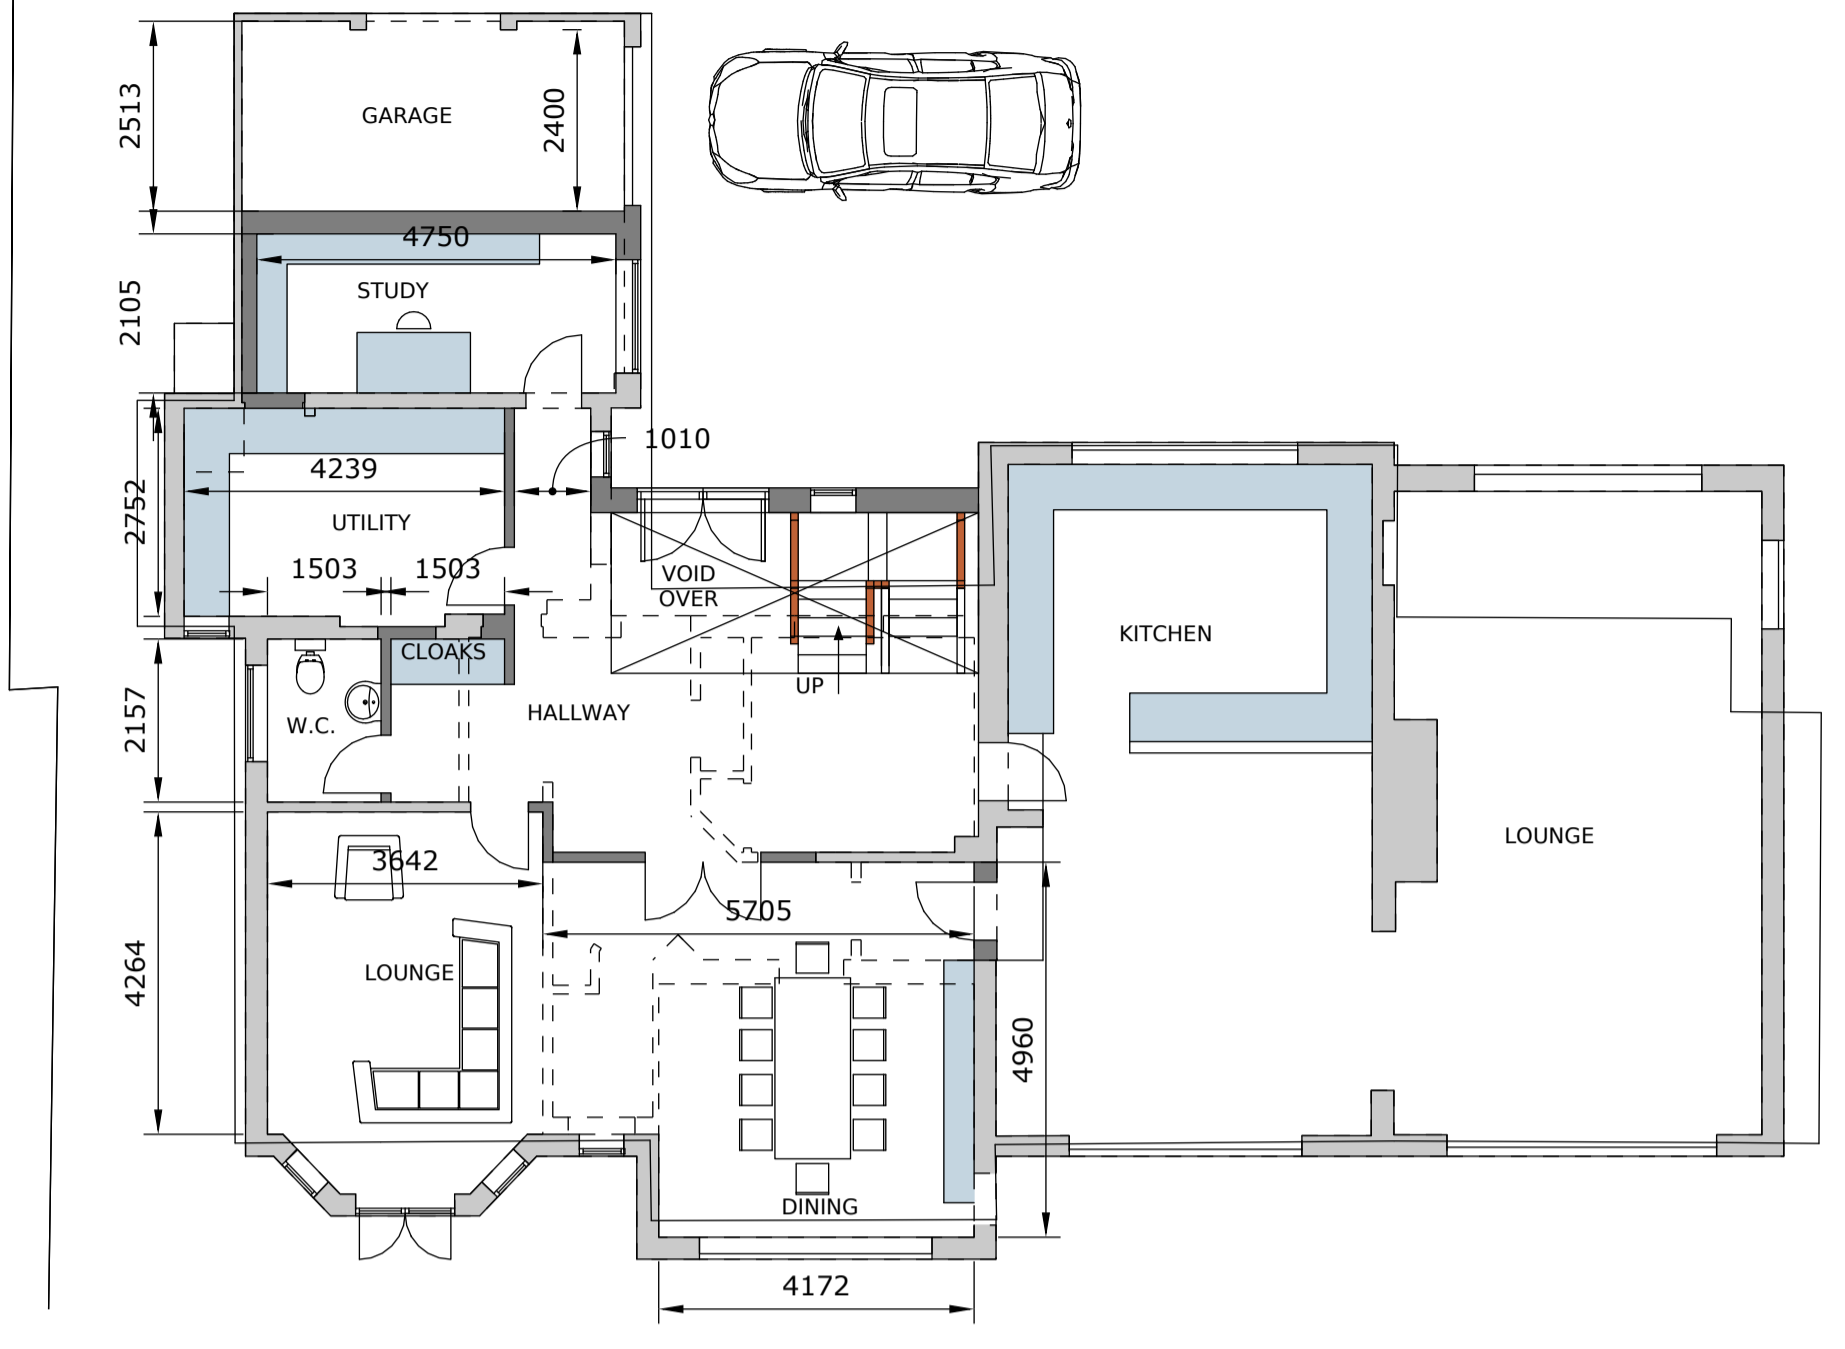 2513
GARAGE
2400
4750
2105
STUDY
1010
4239
2752
UTILITY
1503
1503
VOID
OVER
KITCHEN
CLOAKS
UP
2157
W.C.
HALLWAY
LOUNGE
3642
5705
4264
LOUNGE
4960
DINING
4172